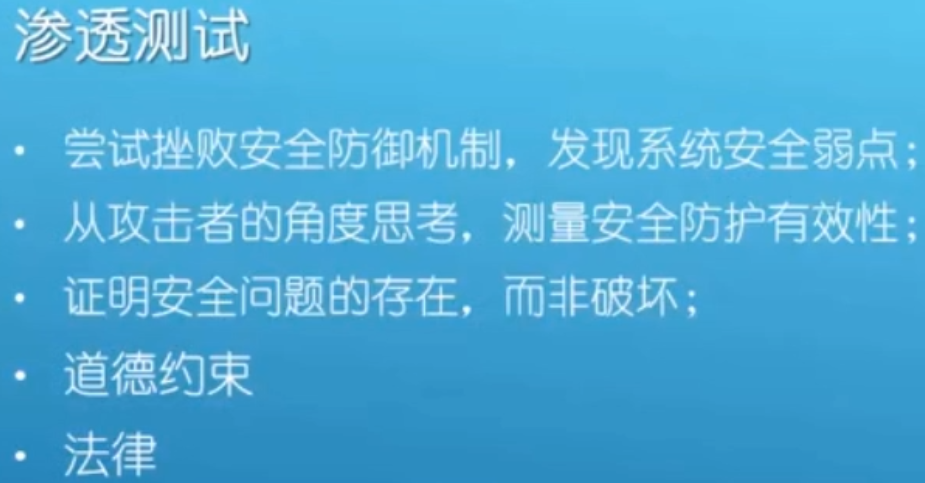 渗透测试
• 尝试挫败安全防御机制，发现系统安全弱点；
• 从攻击者的角度思考，测量安全防护有效性；
• 证明安全问题的存在，而非破坏；
• 道德约束
• 法律